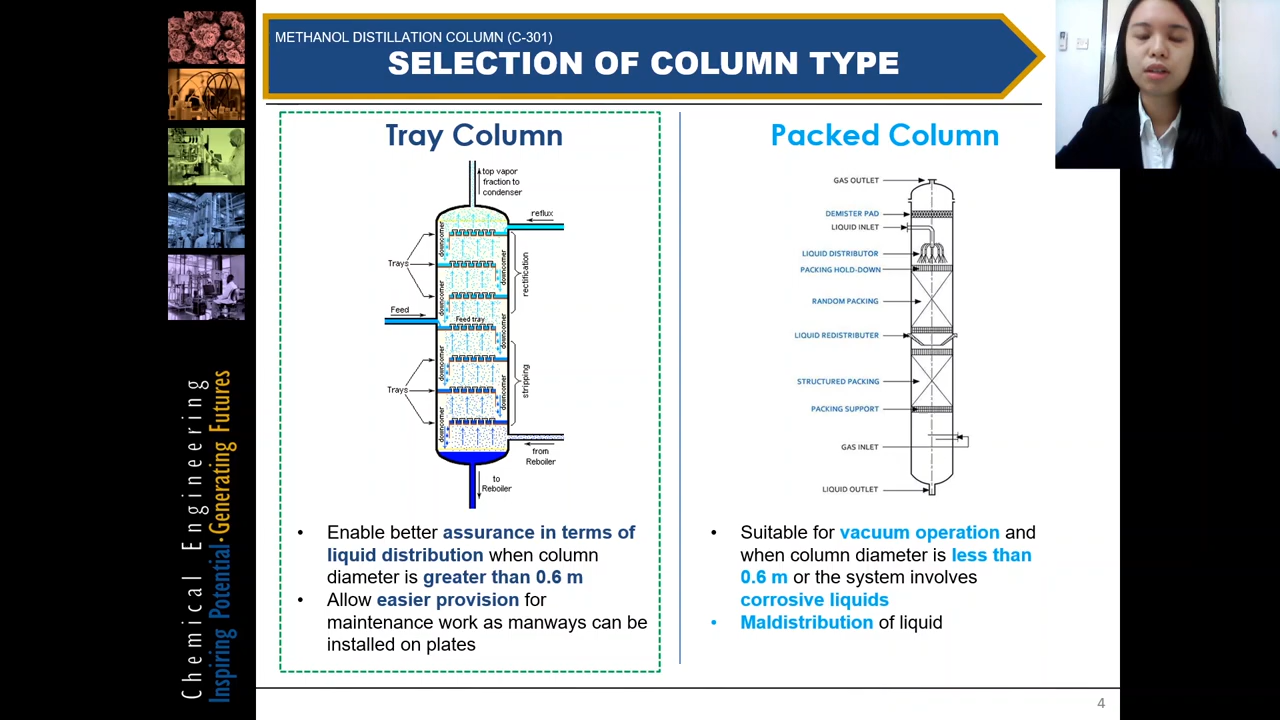 METHANOL DISTILLATION COLUMN (C-301)
SELECTION OF COLUMN TYPE
Tray Column
top vapor
fraction to
condenser
reflux
downcomer
downcomer
Trays
rectification
downcomer
Feed
Feed tray
downcomer
downcomer
Trays
stripping
downcomer
downcomer
from
Reboiler
to
Reboiler
Enable better assurance in terms of
liquid distribution when column
diameter is greater than 0.6 m
Allow easier provision for
maintenance work as manways can be
installed on plates
Packed Column
GAS OUTLET
DEMISTER PAD
LIQUID INLET
LIQUID DISTRIBUTOR
PACKING HOLD-DOWN
RANDOM PACKING
LIQUID REDISTRIBUTER
STRUCTURED PACKING
PACKING SUPPORT
GAS INLET
LIQUID OUTLET
Suitable for vacuum operation and
when column diameter is less than
0.6 m or the system involves
corrosive liquids
Maldistribution of liquid
Chemical Engineering
Inspiring Potential·Generating Futures
4